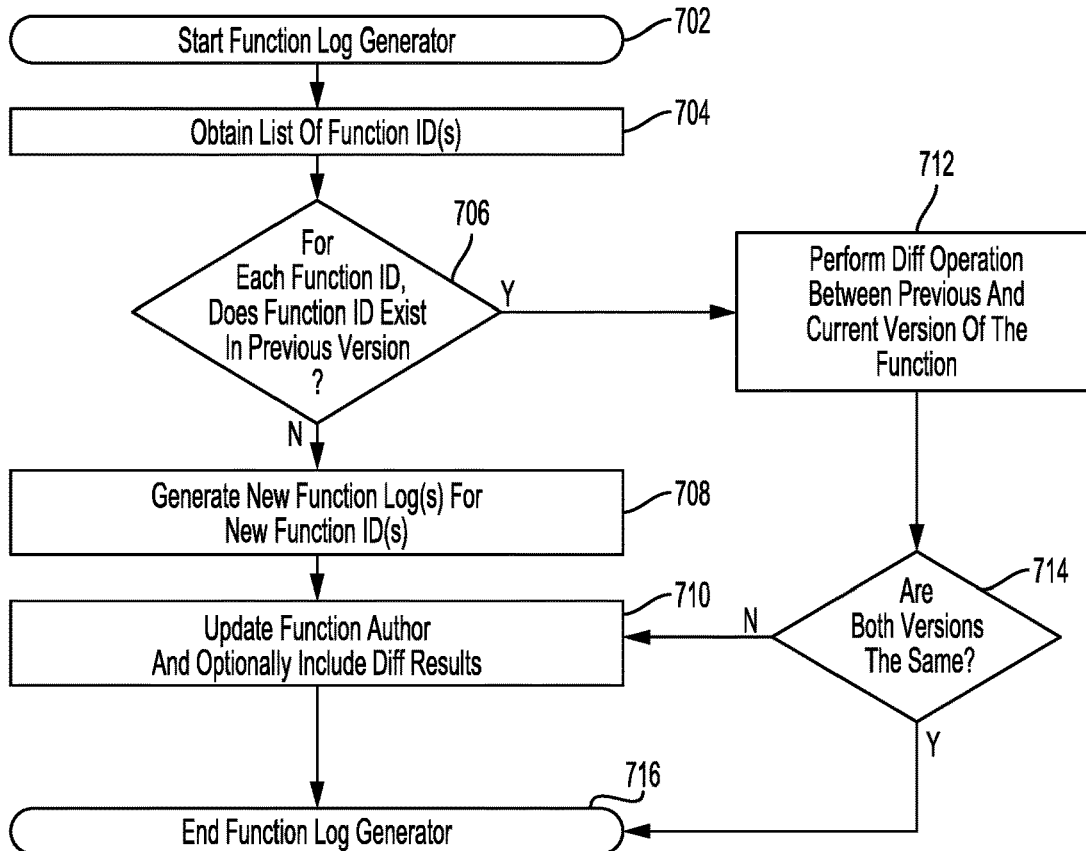 Start Function Log Generator
702
Obtain List Of Function ID(s)
704
For
Each Function ID,
Does Function ID Exist
In Previous Version
?
706
Y
N
712
Perform Diff Operation
Between Previous And
Current Version Of The
Function
Generate New Function Log(s) For
New Function ID(s)
708
Update Function Author
And Optionally Include Diff Results
710
Are
Both Versions
The Same?
714
N
Y
End Function Log Generator
716